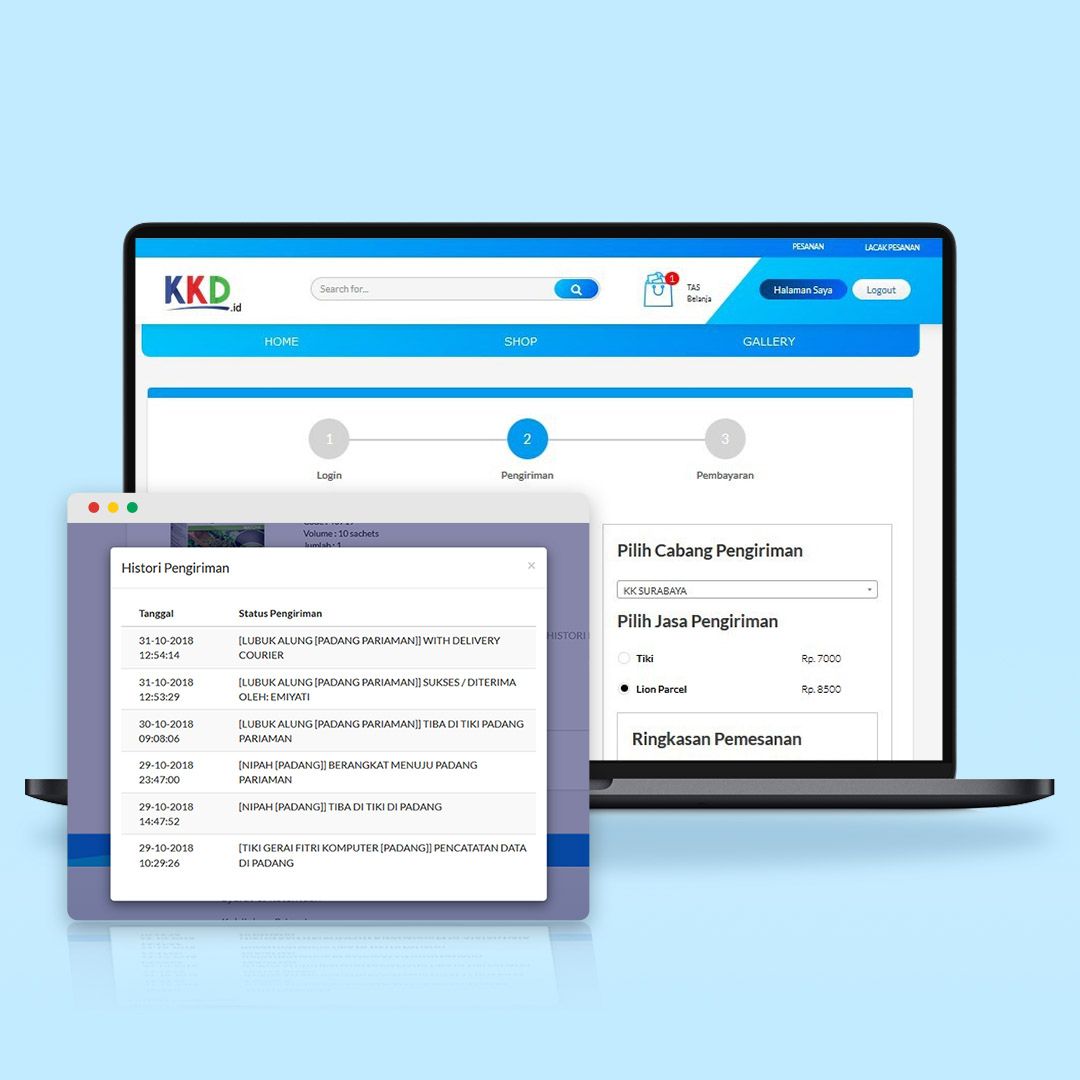 PESANAN
LACAK PESANAN
KKD.id
Search for...
1
TAS
Belanja
Halaman Saya
Logout
HOME
SHOP
GALLERY
1
2
3
Login
Pengiriman
Pembayaran
Volume : 10 sachets
Jumlah : 1
HISTORI
Pilih Cabang Pengiriman
KK SURABAYA
Pilih Jasa Pengiriman
Tiki
Rp. 7000
Lion Parcel
Rp. 8500
Ringkasan Pemesanan
Histori Pengiriman
×
Tanggal
Status Pengiriman
31-10-2018
12:54:14
[LUBUK ALUNG [PADANG PARIAMAN]] WITH DELIVERY
COURIER
31-10-2018
12:53:29
[LUBUK ALUNG [PADANG PARIAMAN]] SUKSES / DITERIMA
OLEH: EMIYATI
30-10-2018
09:08:06
[LUBUK ALUNG [PADANG PARIAMAN]] TIBA DI TIKI PADANG
PARIAMAN
29-10-2018
23:47:00
[NIPAH [PADANG]] BERANGKAT MENUJU PADANG
PARIAMAN
29-10-2018
14:47:52
[NIPAH [PADANG]] TIBA DI TIKI DI PADANG
29-10-2018
10:29:26
[TIKI GERAI FITRI KOMPUTER [PADANG]] PENCATATAN DATA
DI PADANG